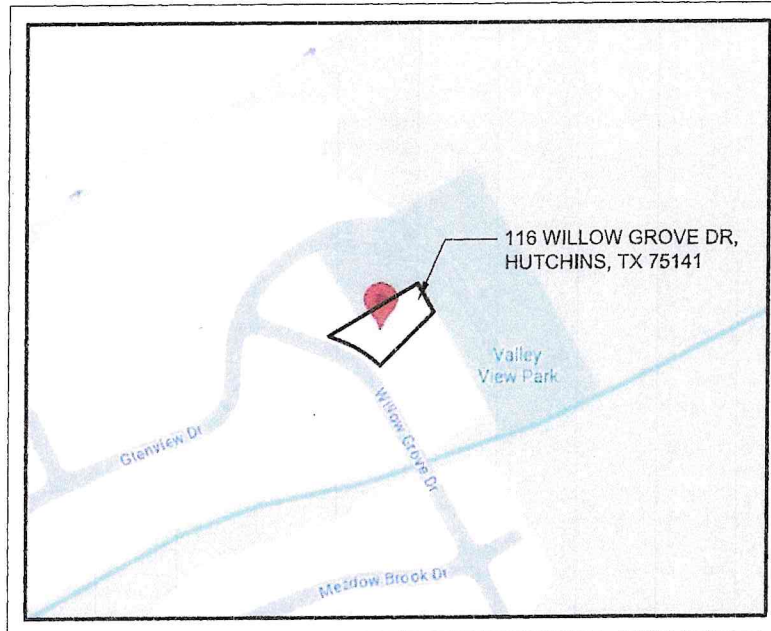 116 WILLOW GROVE DR,
HUTCHINS, TX 75141
Valley
View Park
Willow Grove Dr
Glenview Dr
Meadow Brook Dr